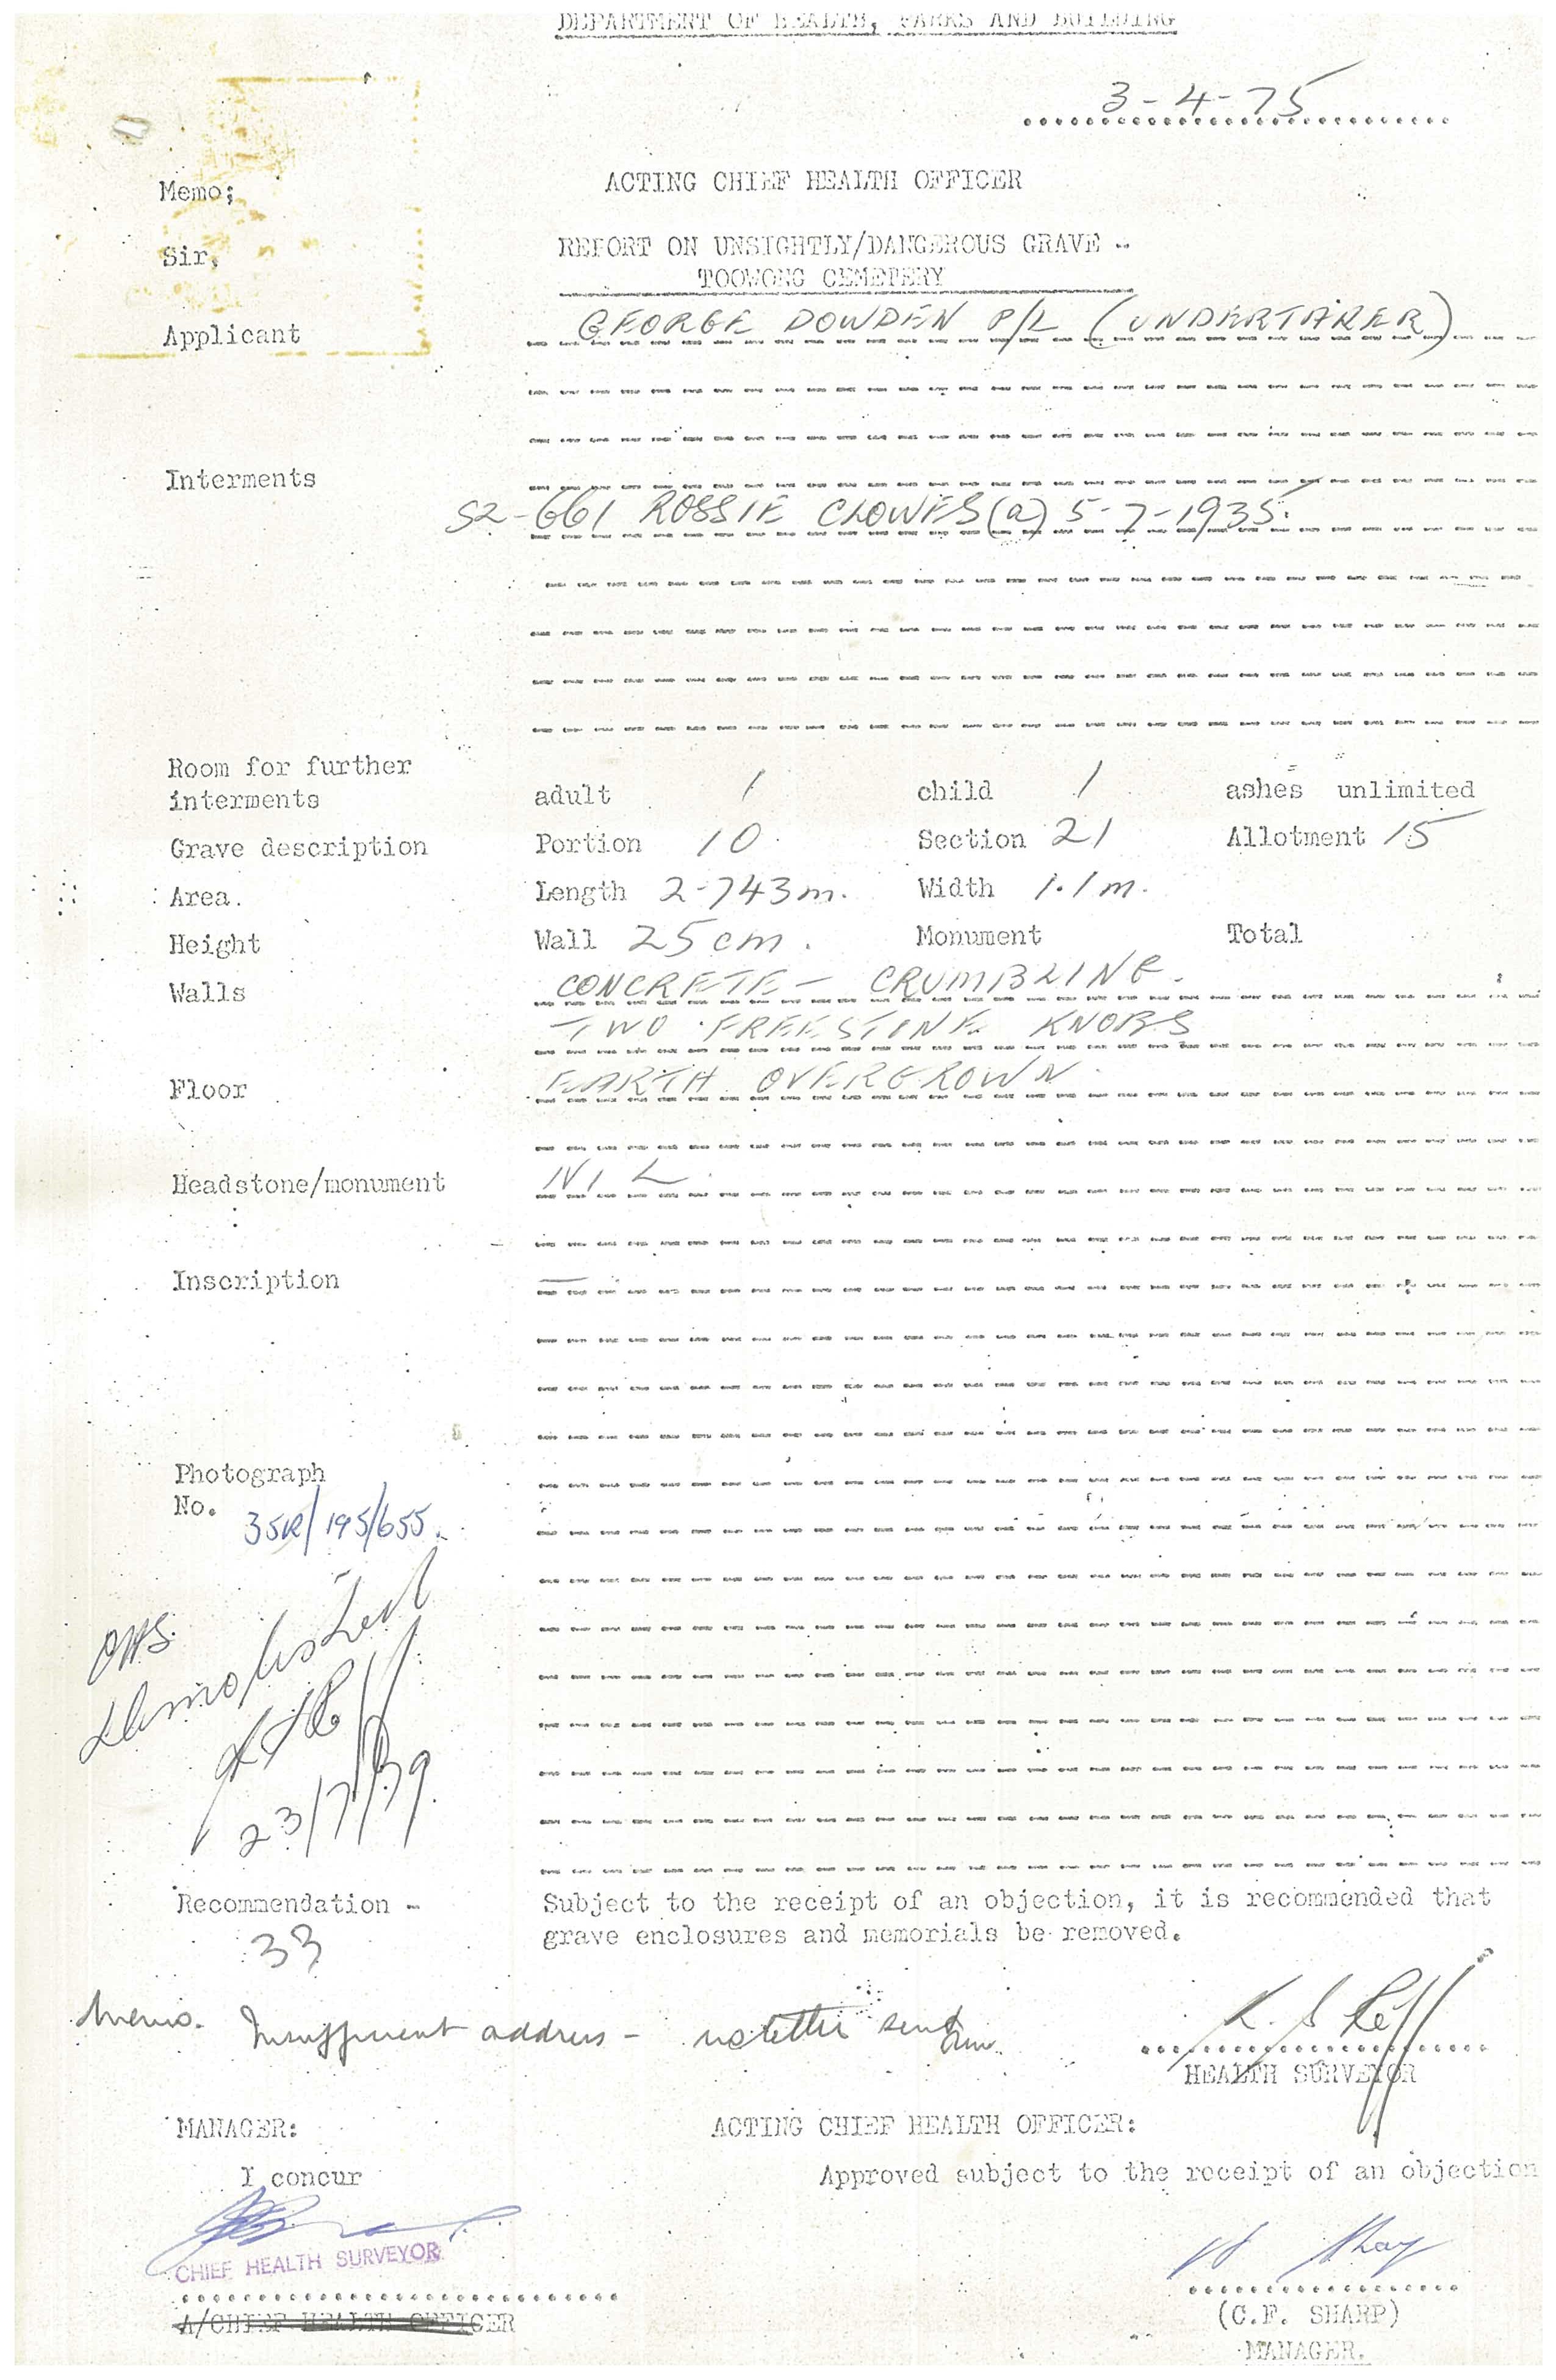 DEPARTMENT OF HEALTH, PARKS AND BUILDING
3-4-75
Memo; ACTING CHIEF HEALTH OFFICER
Sir, REPORT ON UNSIGHTLY/DANGEROUS GRAVE -
TOOWONG CEMETERY
Applicant GEORGE DOWDEN P/L (UNDERTAKER)
Interments
S2-661 ROSSIE CLOWES (a) 5-7-1935.
Room for further
interments adult 1 child 1 ashes unlimited
Grave description Portion 10 Section 21 Allotment 15
Area. Length 2-743m. Width 1.1m.
Height Wall 25cm. Monument Total
Walls CONCRETE - CRUMBLING.
TWO FREESTONE KNOBS
Floor EARTH OVERGROWN.
Headstone/monument NIL.
Inscription —
Photograph
No. 35R/195/655.
OHS.
Demolished
23/7/79.
Recommendation - Subject to the receipt of an objection, it is recommended that
33 grave enclosures and memorials be removed.
Memo. Insufficient address - no letter sent
K. S. Reff
HEALTH SURVEYOR
MANAGER: ACTING CHIEF HEALTH OFFICER:
I concur Approved subject to the receipt of an objection
CHIEF HEALTH SURVEYOR
A/CHIEF HEALTH OFFICER
(C.F. SHARP)
MANAGER.